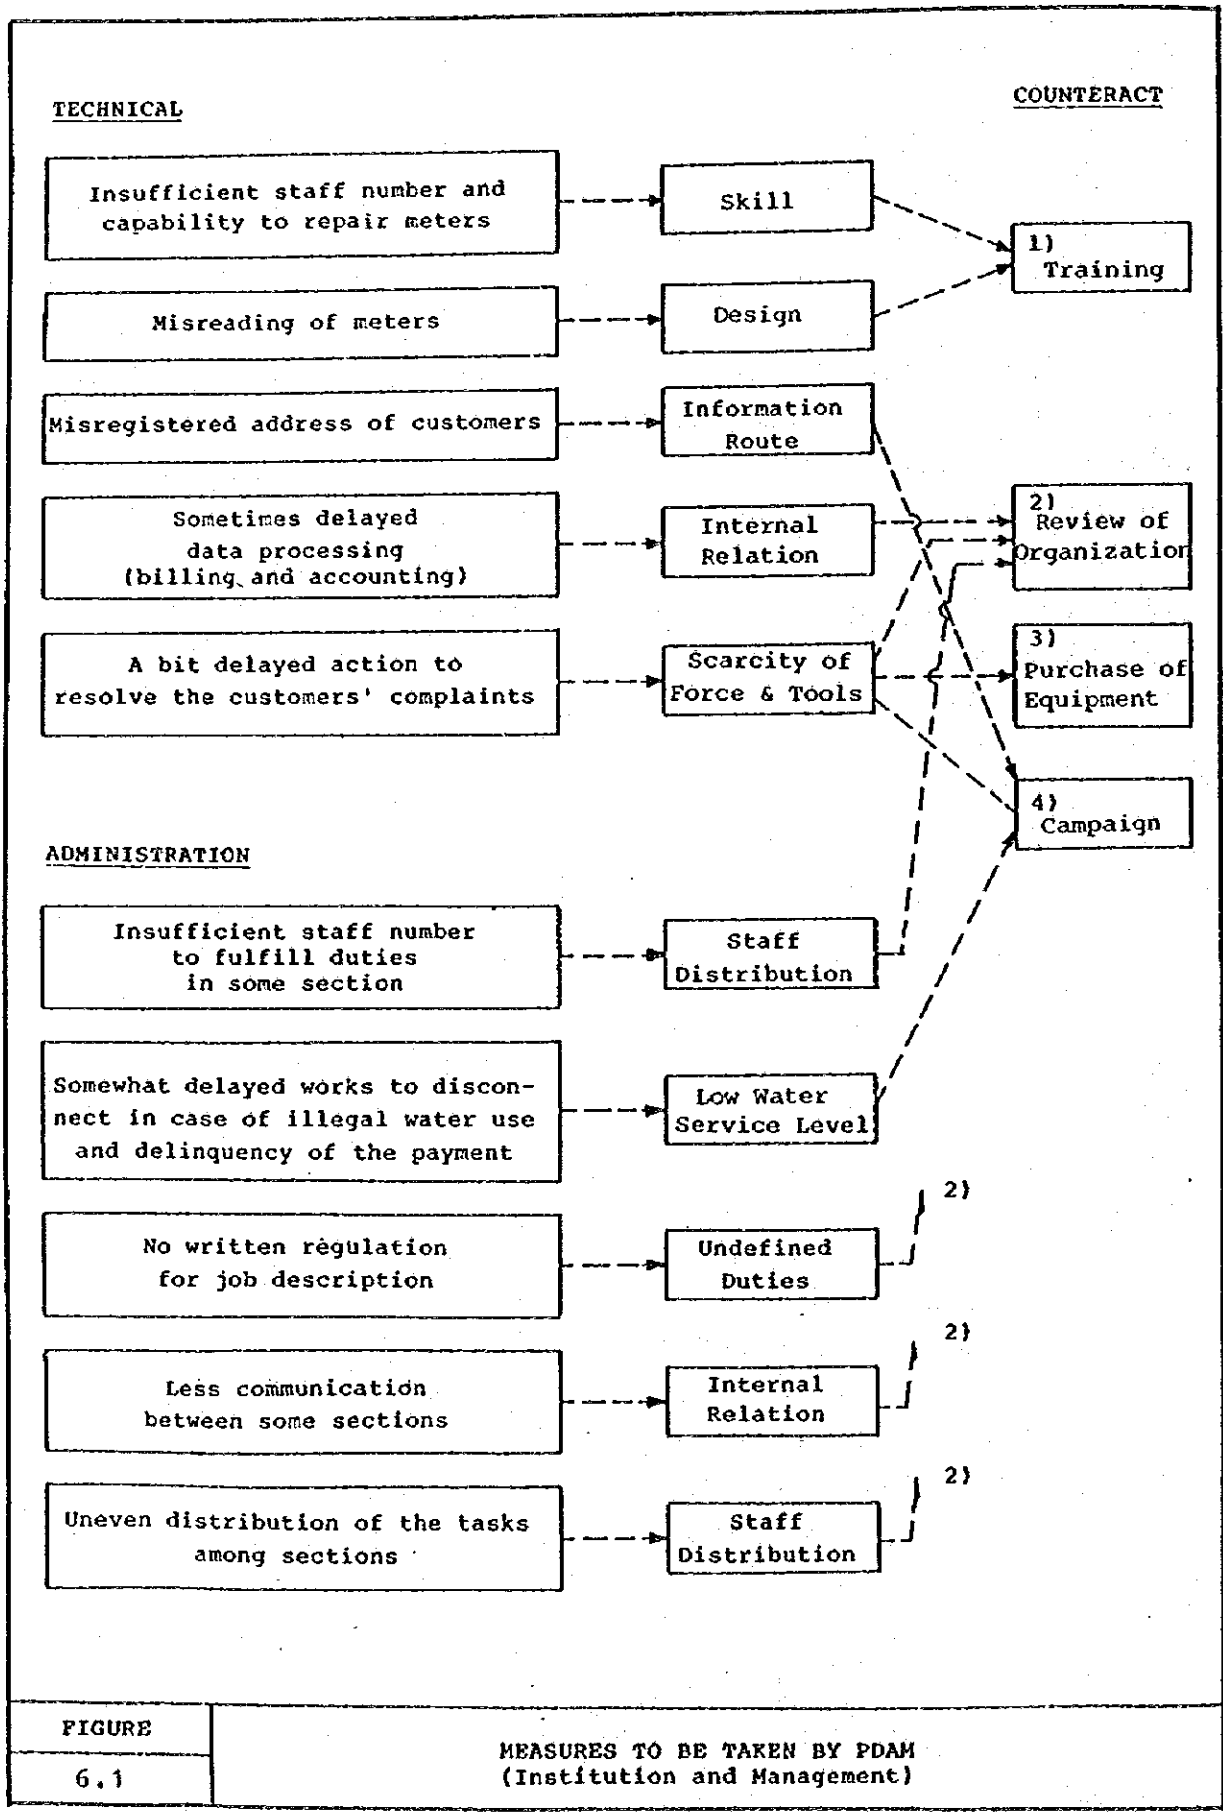 TECHNICAL
COUNTERACT
Insufficient staff number and
capability to repair meters
Skill
1)
Training
Misreading of meters
Design
Misregistered address of customers
Information
Route
Sometimes delayed
data processing
(billing and accounting)
Internal
Relation
2)
Review of
Organization
A bit delayed action to
resolve the customers' complaints
Scarcity of
Force & Tools
3)
Purchase of
Equipment
4)
Campaign
ADMINISTRATION
Insufficient staff number
to fulfill duties
in some section
Staff
Distribution
Somewhat delayed works to discon-
nect in case of illegal water use
and delinquency of the payment
Low Water
Service Level
2)
No written regulation
for job description
Undefined
Duties
2)
Less communication
between some sections
Internal
Relation
2)
Uneven distribution of the tasks
among sections
Staff
Distribution
FIGURE
6.1
MEASURES TO BE TAKEN BY PDAM
(Institution and Management)